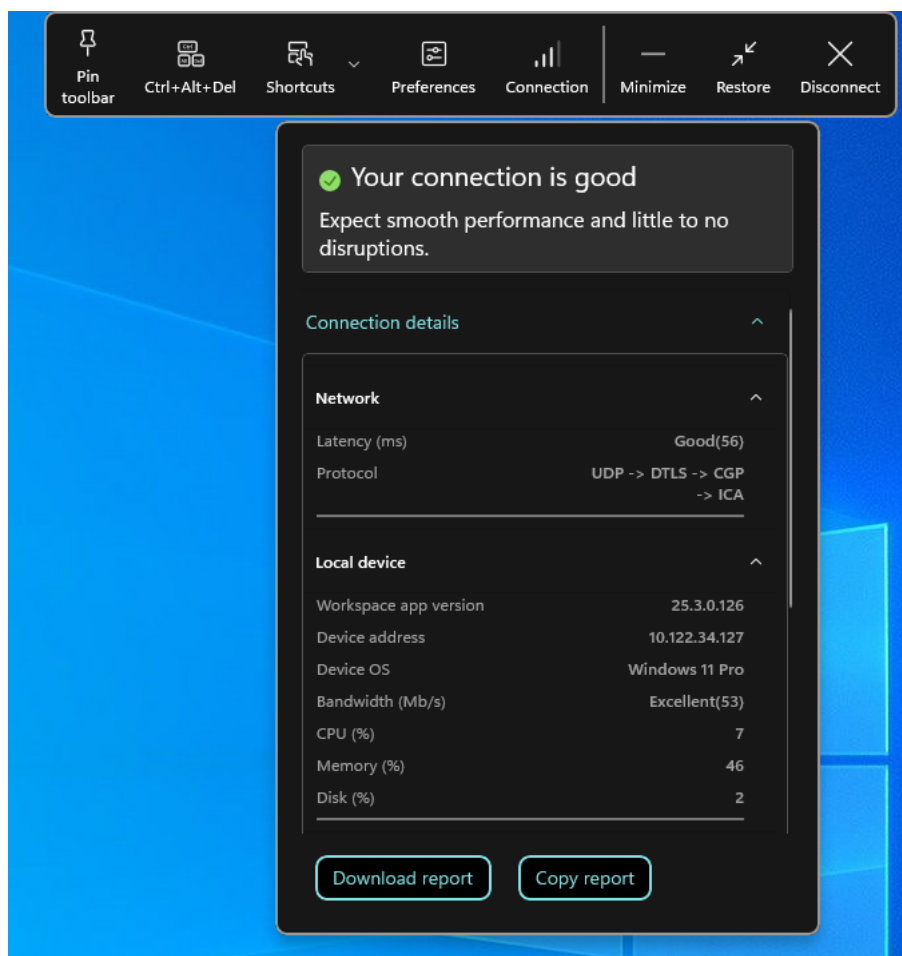 Pin
toolbar
Ctrl+Alt+Del
Shortcuts
Preferences
Connection
Minimize
Restore
Disconnect
Your connection is good
Expect smooth performance and little to no
disruptions.
Connection details
Network
Latency (ms) Good(56)
Protocol UDP -> DTLS -> CGP
-> ICA
Local device
Workspace app version 25.3.0.126
Device address 10.122.34.127
Device OS Windows 11 Pro
Bandwidth (Mb/s) Excellent(53)
CPU (%) 7
Memory (%) 46
Disk (%) 2
Download report
Copy report